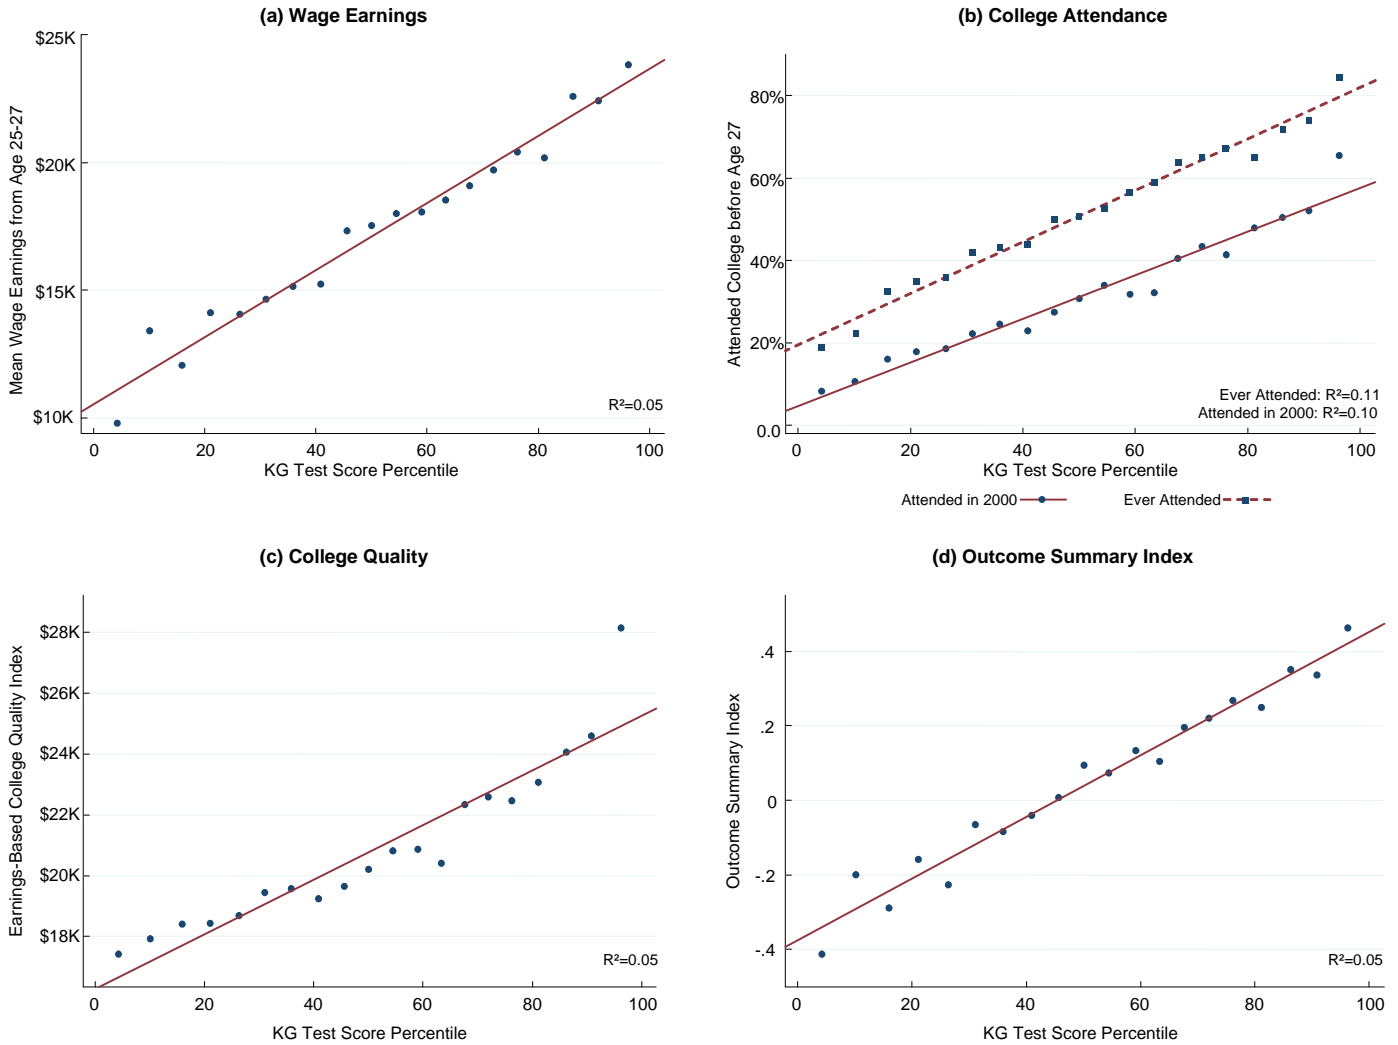 (a) Wage Earnings
Mean Wage Earnings from Age 25-27
$25K
$20K
$15K
$10K
R²=0.05
0 20 40 60 80 100
KG Test Score Percentile
(b) College Attendance
Attended College before Age 27
80%
60%
40%
20%
0.0
Ever Attended: R²=0.11
Attended in 2000: R²=0.10
0 20 40 60 80 100
KG Test Score Percentile
Attended in 2000 Ever Attended
(c) College Quality
Earnings-Based College Quality Index
$28K
$26K
$24K
$22K
$20K
$18K
R²=0.05
0 20 40 60 80 100
KG Test Score Percentile
(d) Outcome Summary Index
Outcome Summary Index
.4
.2
0
-.2
-.4
R²=0.05
0 20 40 60 80 100
KG Test Score Percentile